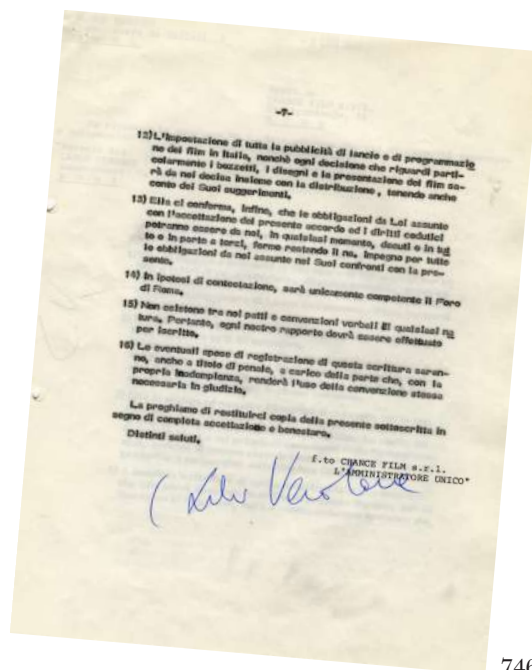 -7-
12) L'impostazione di tutta la pubblicità di lancio e di programmazio
ne del film in Italia, nonchè ogni decisione che riguardi parti-
colarmente i bozzetti, i disegni e la presentazione del film sa-
rà da noi decisa insieme con la distribuzione, tenendo anche
conto dei Suoi suggerimenti.
13) Ella ci conferma, infine, che le obbligazioni da Lei assunte
con l'accettazione del presente accordo ed i diritti cedutici
potranno essere da noi, in qualsiasi momento, ceduti e in tut
to o in parte a terzi, fermo restando il ns. impegno per tutte
le obbligazioni da noi assunte nei Suoi confronti con la pre-
sente.
14) In ipotesi di contestazione, sarà unicamente competente il Foro
di Roma.
15) Non esistono tra noi patti e convenzioni verbali di qualsiasi na
tura. Pertanto, ogni nostro rapporto dovrà essere effettuato
per iscritto.
16) Le eventuali spese di registrazione di questa scrittura saran-
no, anche a titolo di penale, a carico della parte che, con la
propria inadempienza, renderà l'uso della convenzione stessa
necessaria in giudizio.
La preghiamo di restituirci copia della presente sottoscritta in
segno di completa accettazione e benestare.
Distinti saluti.
f.to CHANCE FILM s.r.l.
L'AMMINISTRATORE UNICO"
(